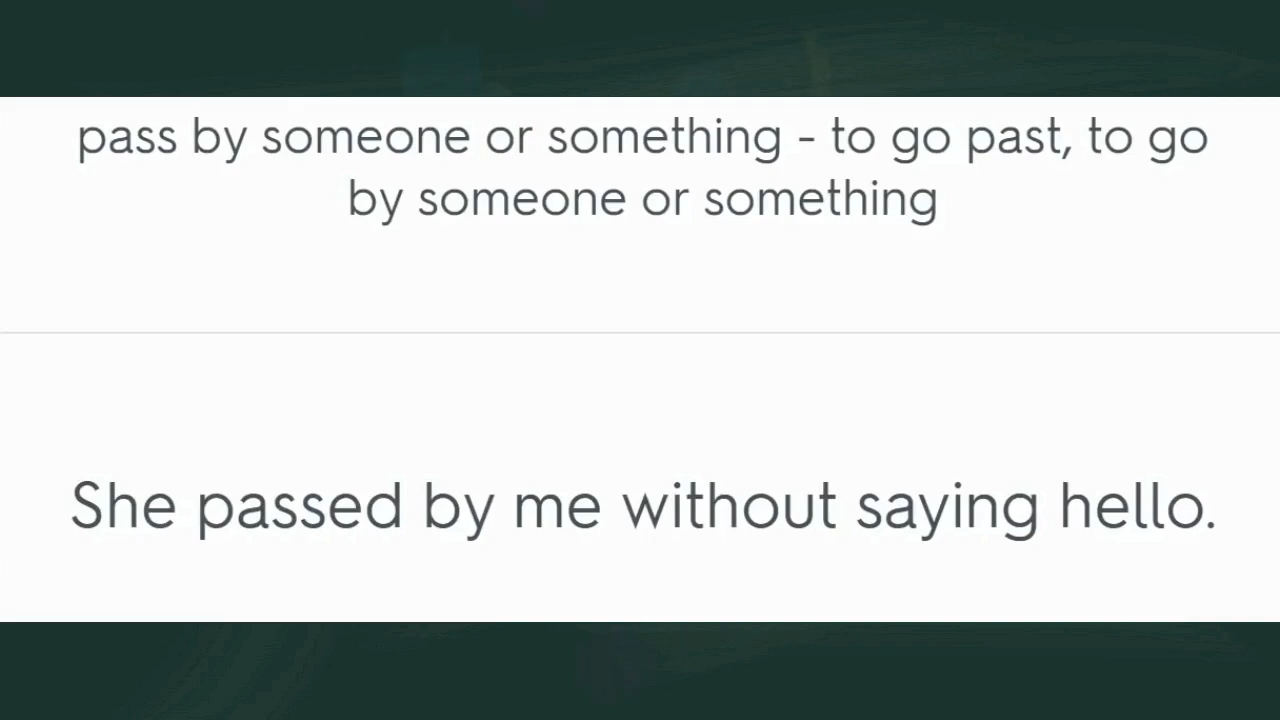 pass by someone or something - to go past, to go
by someone or something
She passed by me without saying hello.